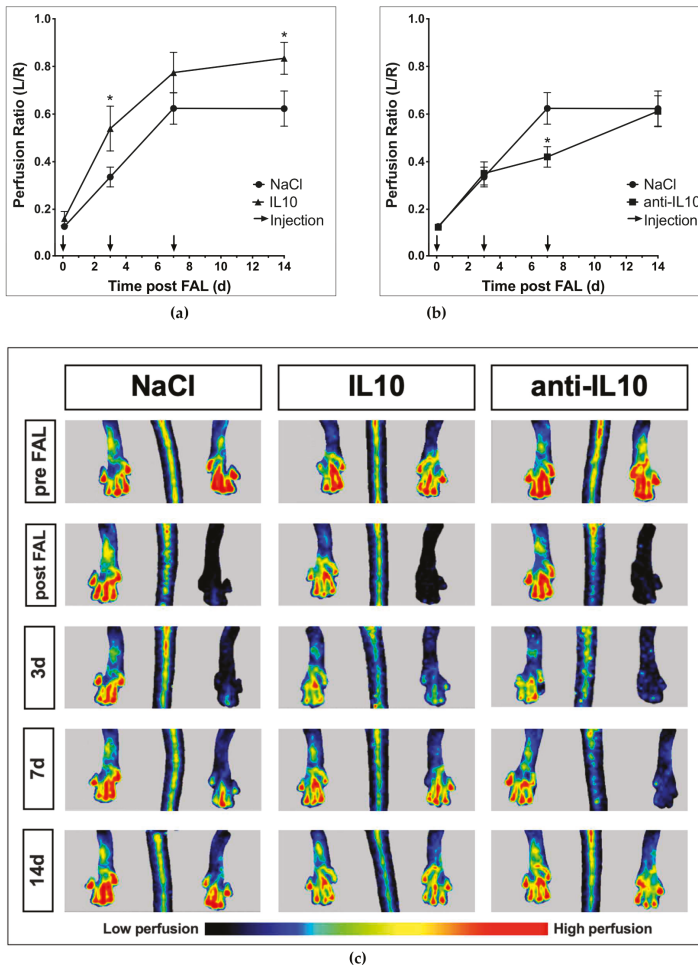 1.0
0.8
0.6
0.4
0.2
0.0
Perfusion Ratio (L/R)
*
*
NaCl
IL10
Injection
0 2 4 6 8 10 12 14
Time post FAL (d)
(a)
1.0
0.8
0.6
0.4
0.2
0.0
Perfusion Ratio (L/R)
*
NaCl
anti-IL10
Injection
0 2 4 6 8 10 12 14
Time post FAL (d)
(b)
NaCl IL10 anti-IL10
pre FAL
post FAL
3d
7d
14d
Low perfusion High perfusion
(c)